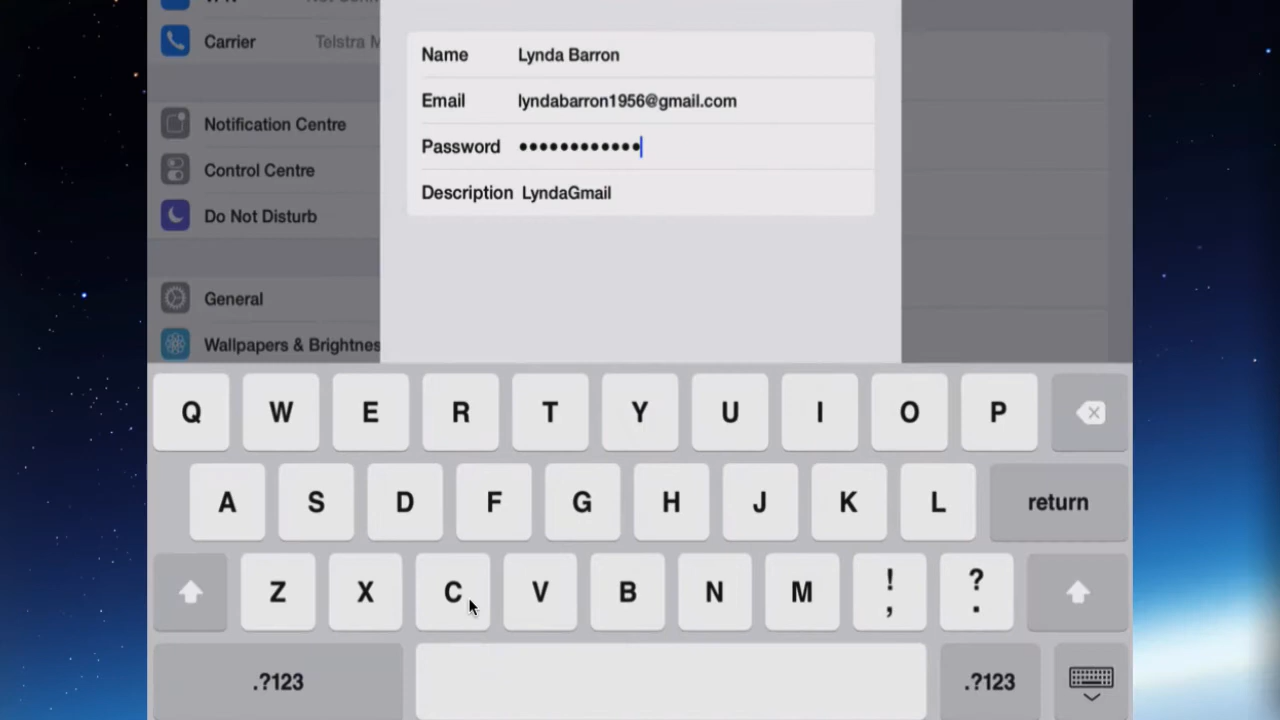 Carrier Telstra M
Notification Centre
Control Centre
Do Not Disturb
General
Wallpapers & Brightnes
Name Lynda Barron
Email lyndabarron1956@gmail.com
Password ••••••••••••
Description LyndaGmail
Q W E R T Y U I O P
A S D F G H J K L return
Z X C V B N M ! , ? .
.?123 .?123